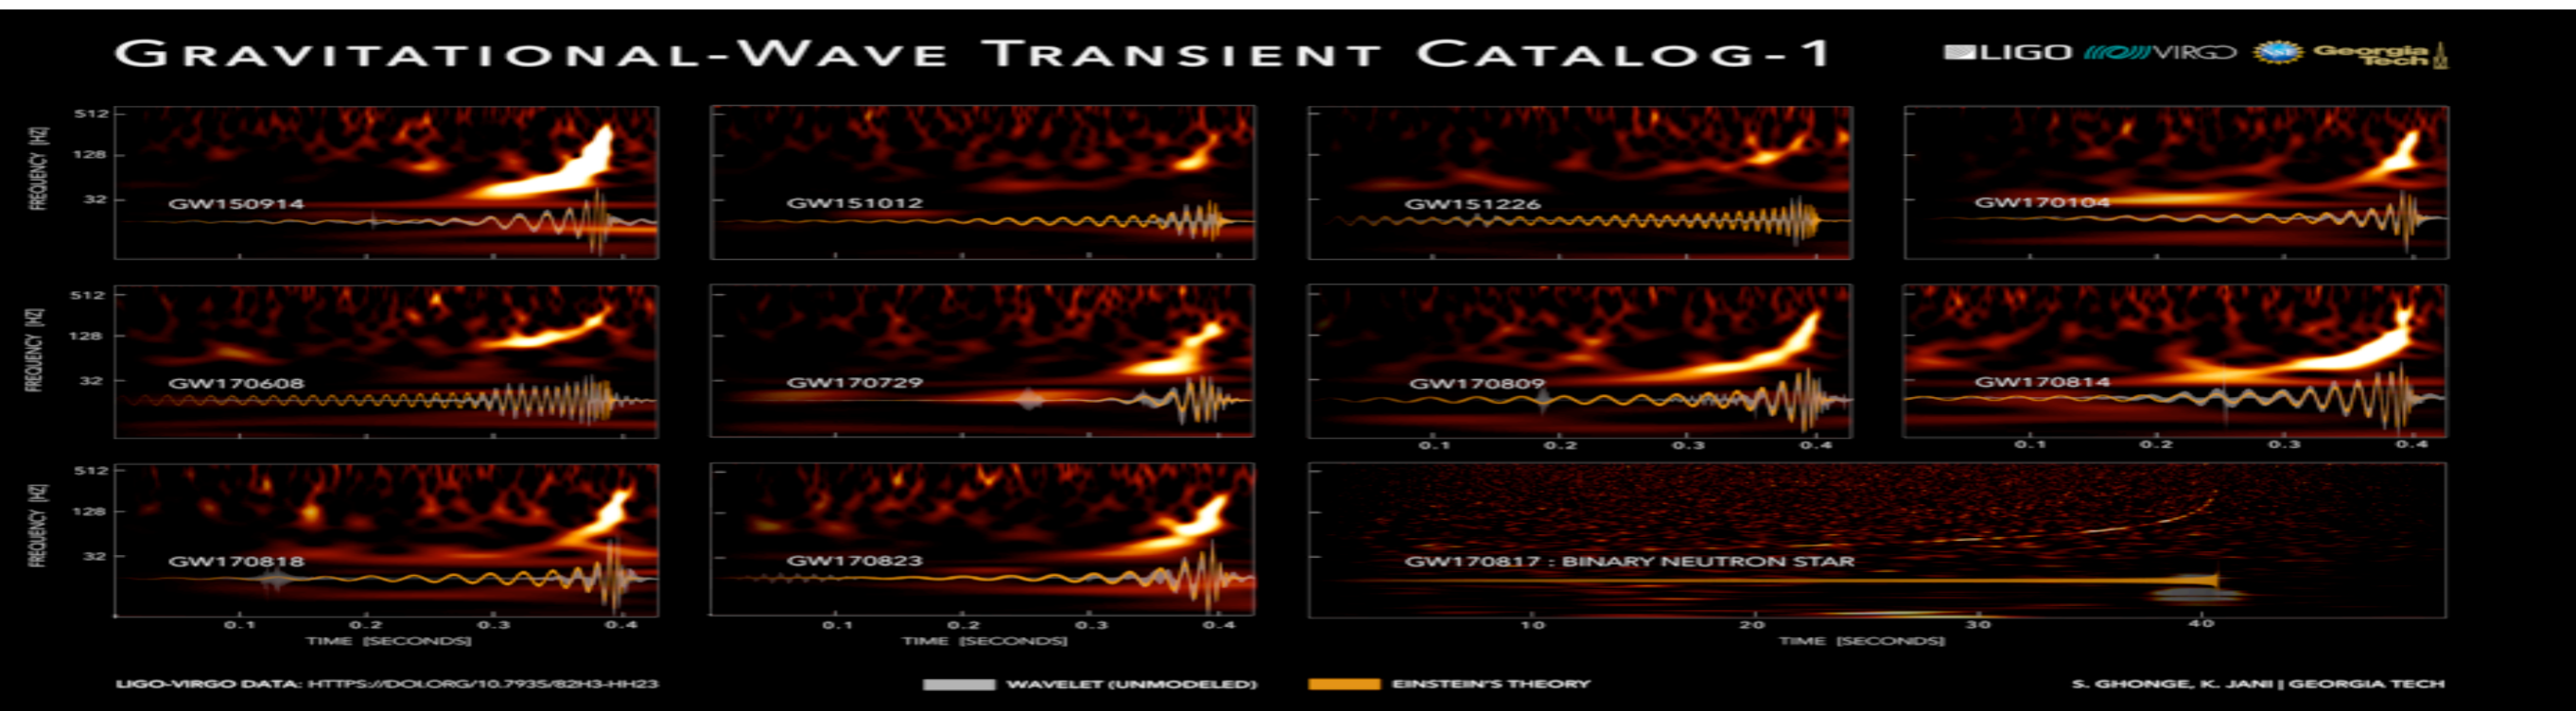 GRAVITATIONAL-WAVE TRANSIENT CATALOG-1
LIGO VIRGO NSF Georgia Tech
FREQUENCY [HZ]
512
128
32
GW150914
GW151012
GW151226
GW170104
FREQUENCY [HZ]
512
128
32
GW170608
GW170729
GW170809
GW170814
0.1 0.2 0.3 0.4
0.1 0.2 0.3 0.4
FREQUENCY [HZ]
512
128
32
GW170818
GW170823
GW170817 : BINARY NEUTRON STAR
0.1 0.2 0.3 0.4
0.1 0.2 0.3 0.4
10 20 30 40
TIME [SECONDS]
TIME [SECONDS]
TIME [SECONDS]
LIGO-VIRGO DATA: HTTPS://DOI.ORG/10.7935/82H3-HH23
WAVELET (UNMODELED)
EINSTEIN'S THEORY
S. GHONGE, K. JANI | GEORGIA TECH